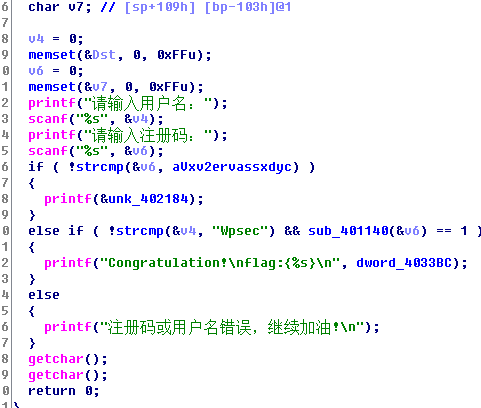 6 char v7; // [sp+109h] [bp-103h]@1
7
8 v4 = 0;
9 memset(&Dst, 0, 0xFFu);
0 v6 = 0;
1 memset(&v7, 0, 0xFFu);
2 printf("请输入用户名：");
3 scanf("%s", &v4);
4 printf("请输入注册码：");
5 scanf("%s", &v6);
6 if ( !strcmp(&v6, aVxv2ervassxdyc) )
7 {
8 printf(&unk_402184);
9 }
0 else if ( !strcmp(&v4, "Wpsec") && sub_401140(&v6) == 1 )
1 {
2 printf("Congratulation!\nflag:{%s}\n", dword_4033BC);
3 }
4 else
5 {
6 printf("注册码或用户名错误，继续加油!\n");
7 }
8 getchar();
9 getchar();
0 return 0;
1 }